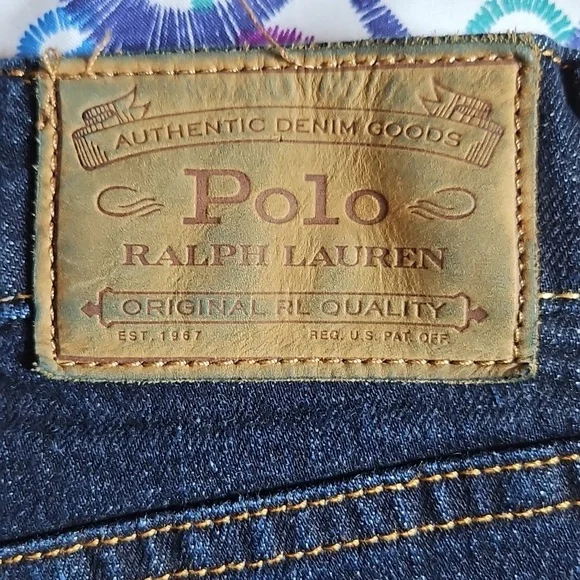 AUTHENTIC DENIM GOODS
Polo
RALPH LAUREN
ORIGINAL RL QUALITY
EST. 1967 REG. U.S. PAT. OFF.